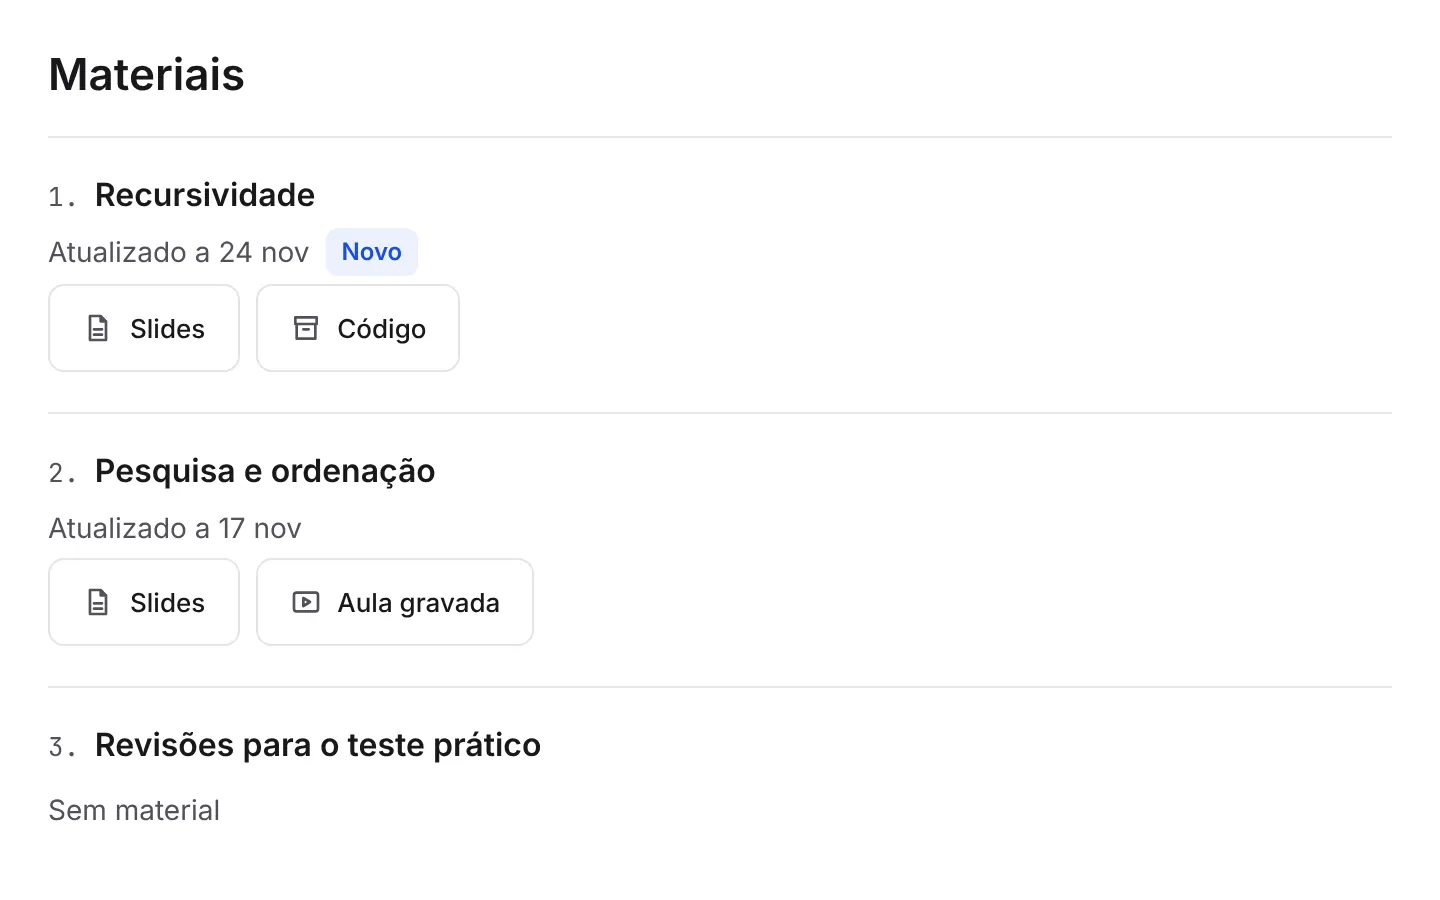 Materiais
1. Recursividade
Atualizado a 24 nov Novo
Slides Código
2. Pesquisa e ordenação
Atualizado a 17 nov
Slides Aula gravada
3. Revisões para o teste prático
Sem material